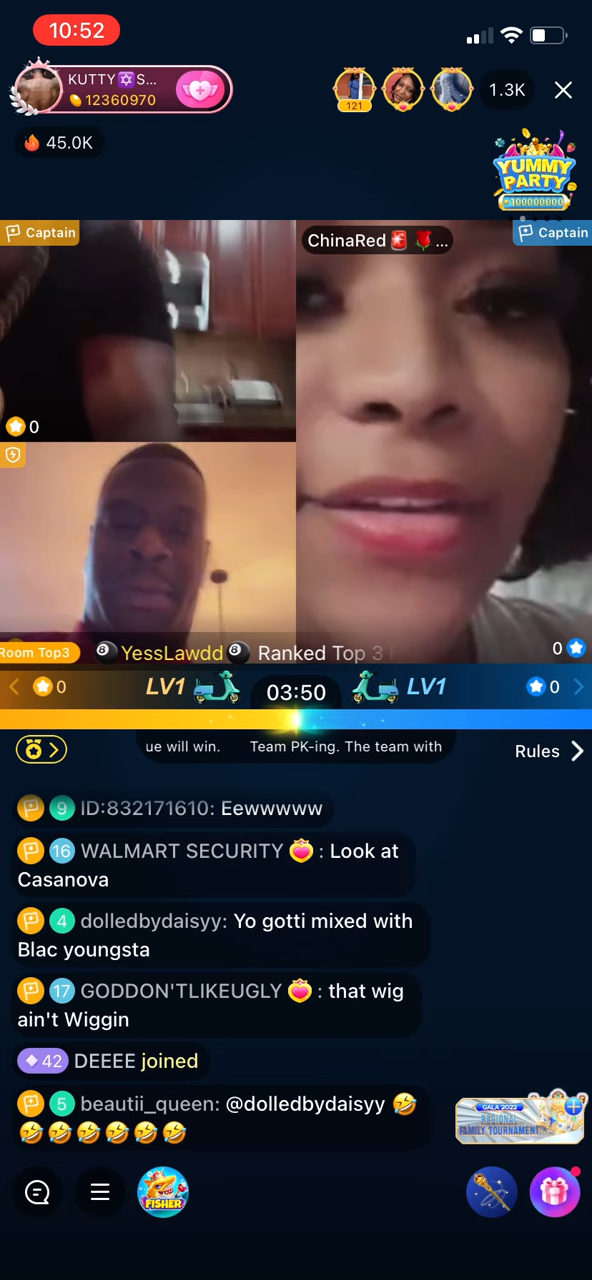 10:52
KUTTY✡️S...
12360970
121
1.3K
45.0K
YUMMY
PARTY
100000000
Captain
ChinaRed 🚨🌹...
Captain
0
Room Top3
🎱YessLawdd🎱 Ranked Top 3
0
0
LV1
03:50
LV1
0
ue will win. Team PK-ing. The team with
Rules
9 ID:832171610: Eewwwww
16 WALMART SECURITY : Look at
Casanova
4 dolledbydaisyy: Yo gotti mixed with
Blac youngsta
17 GODDON'TLIKEUGLY : that wig
ain't Wiggin
42 DEEEE joined
5 beautii_queen: @dolledbydaisyy 🤣
🤣🤣🤣🤣🤣🤣
GALA 2022
REGIONAL
FAMILY TOURNAMENT
FISHER